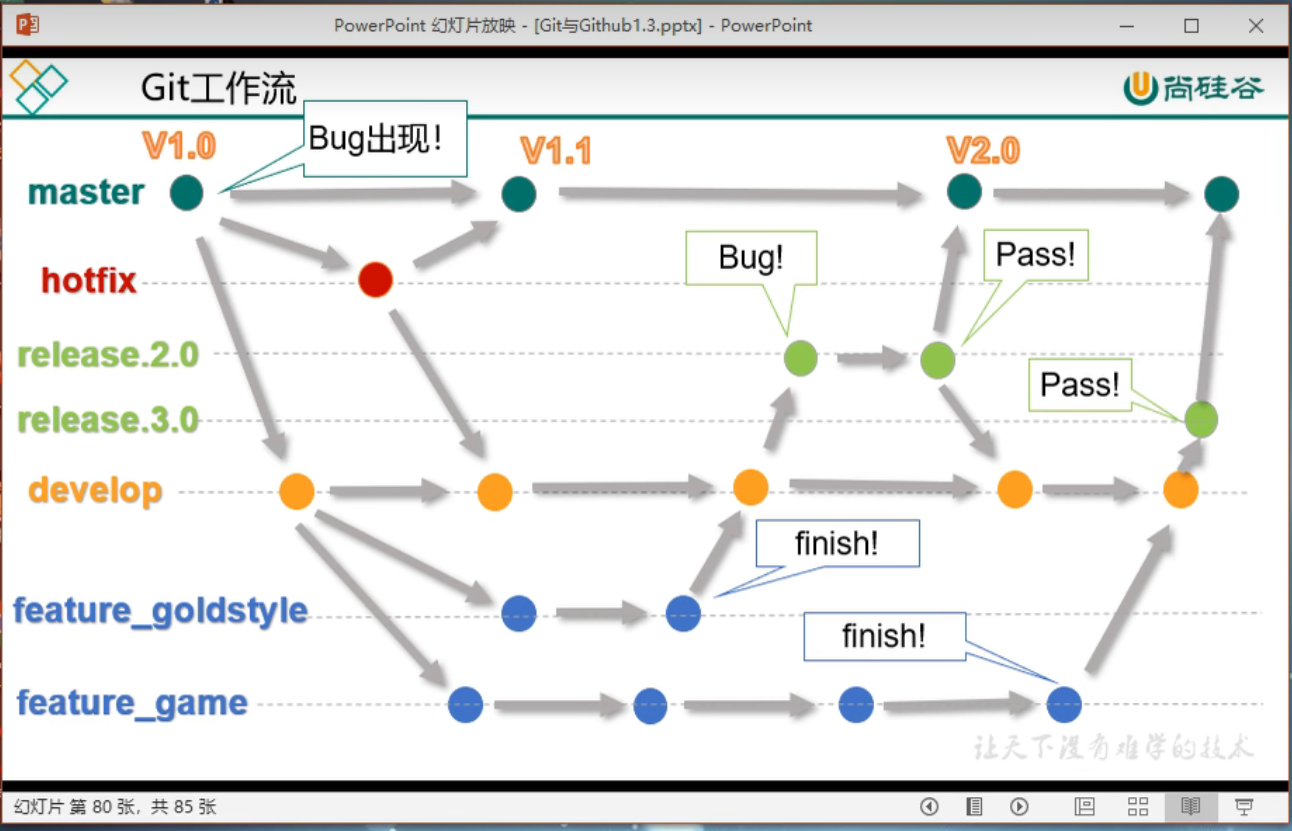 PowerPoint 幻灯片放映 - [Git与Github1.3.pptx] - PowerPoint
Git工作流
尚硅谷
V1.0
Bug出现！
V1.1
V2.0
master
hotfix
Bug!
Pass!
release.2.0
Pass!
release.3.0
develop
finish!
feature_goldstyle
finish!
feature_game
让天下没有难学的技术
幻灯片 第 80 张，共 85 张